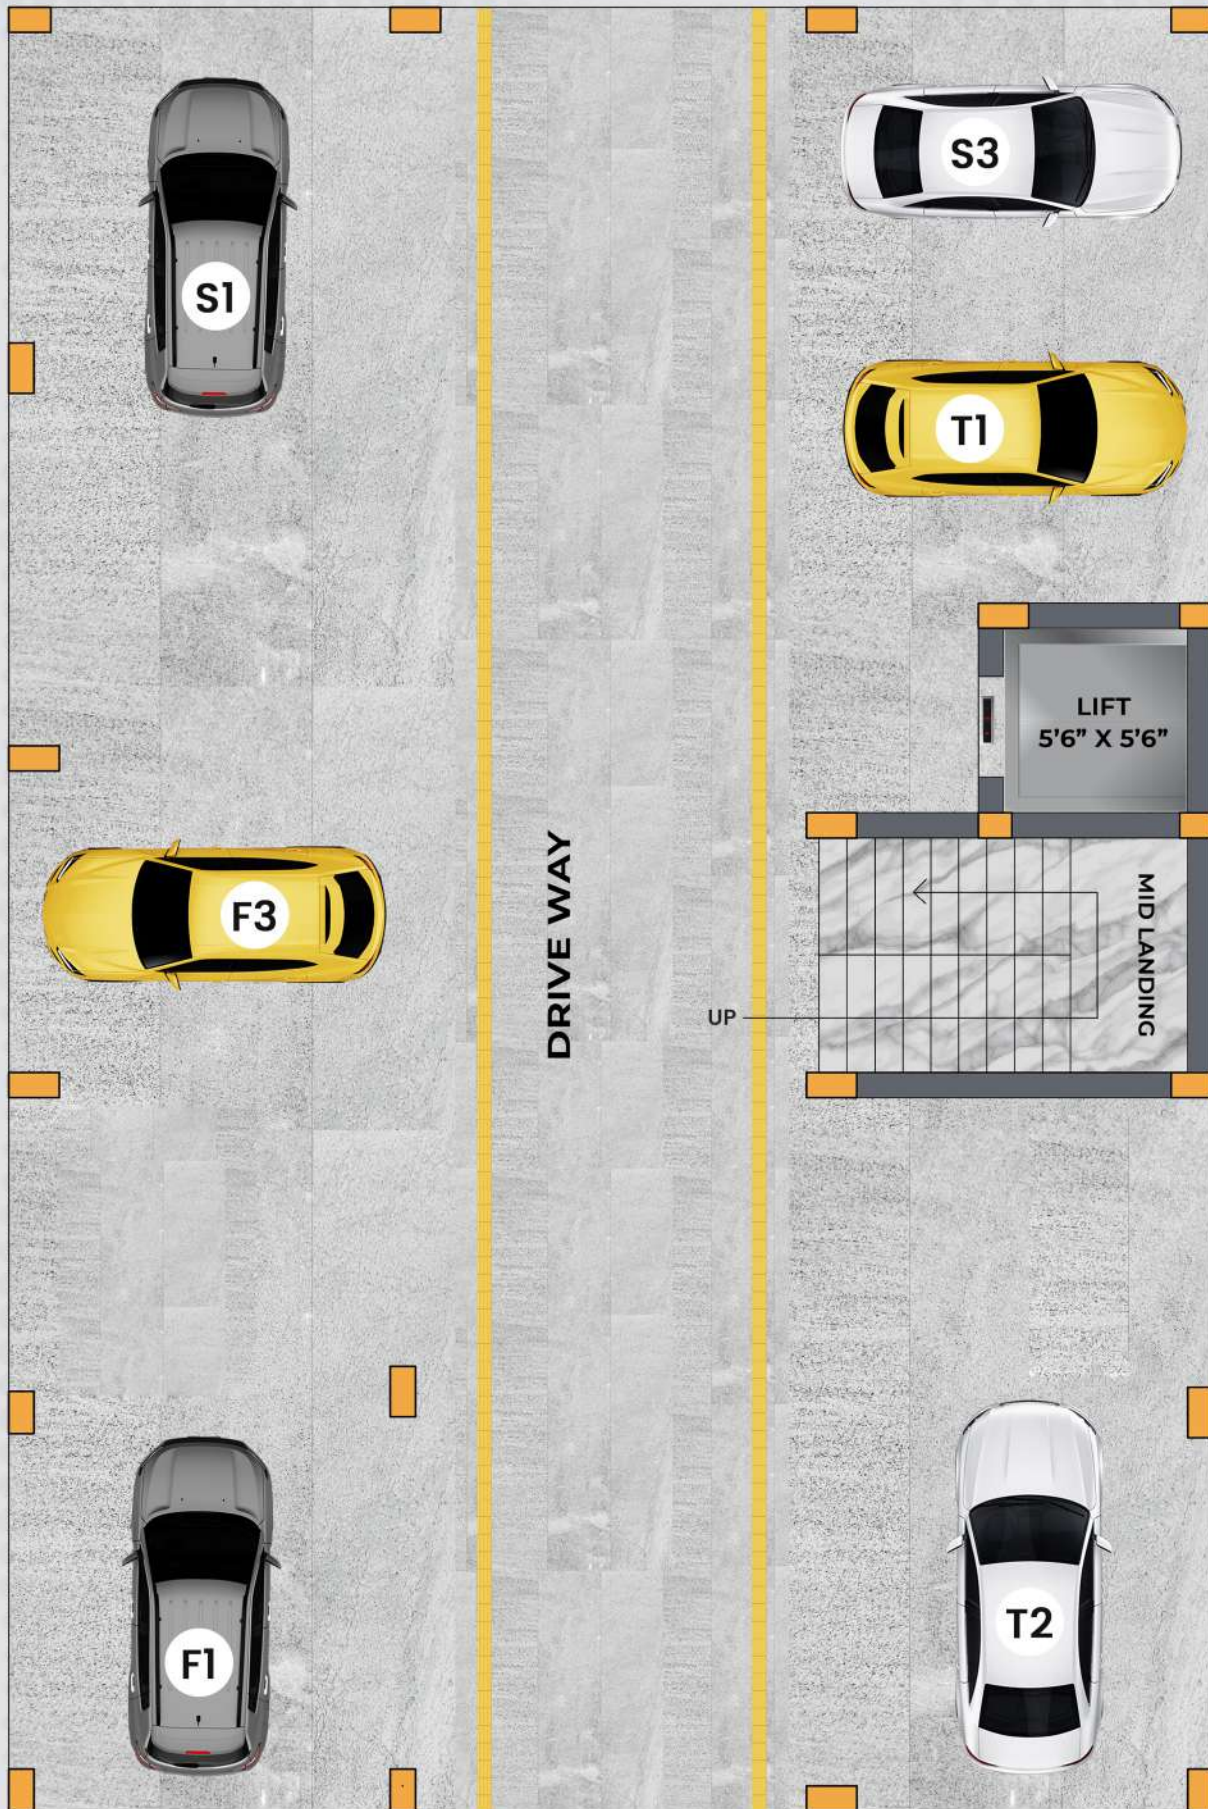 S3
S1
T1
LIFT
5’6” X 5’6”
DRIVE WAY
MID LANDING
F3
UP
T2
F1